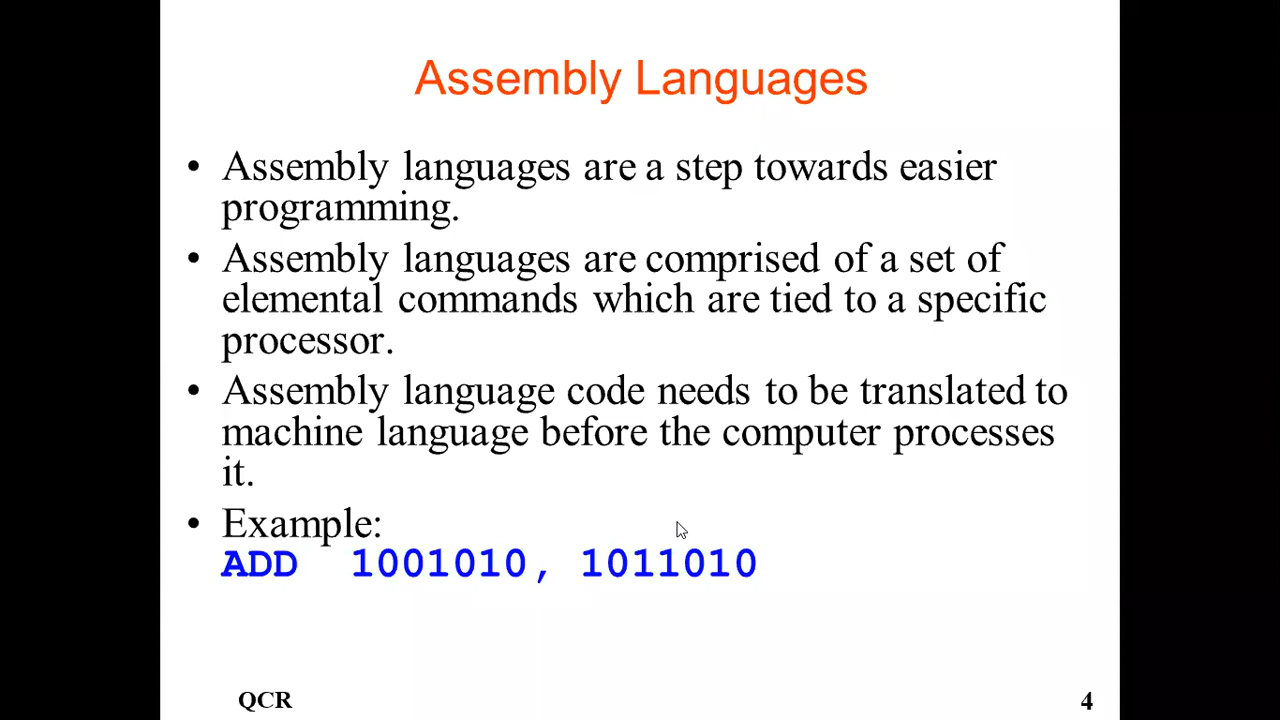 Assembly Languages
• Assembly languages are a step towards easier
programming.
• Assembly languages are comprised of a set of
elemental commands which are tied to a specific
processor.
• Assembly language code needs to be translated to
machine language before the computer processes
it.
• Example:
ADD  1001010, 1011010
QCR
4